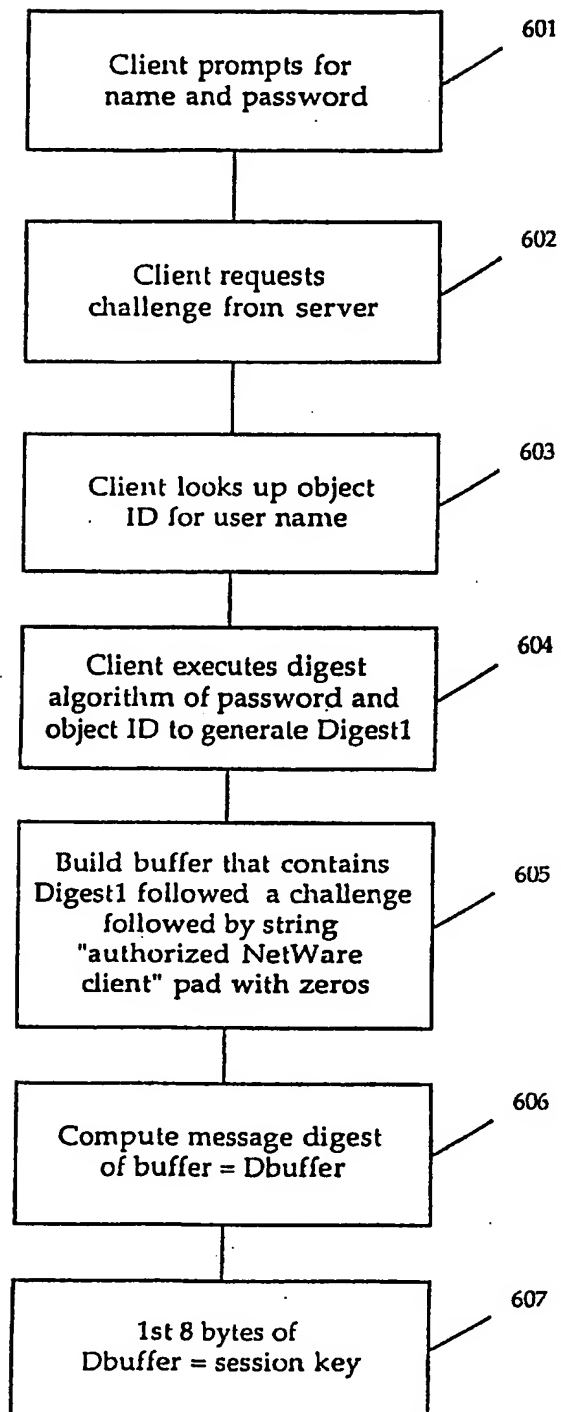 601
Client prompts for
name and password
602
Client requests
challenge from server
603
Client looks up object
ID for user name
604
Client executes digest
algorithm of password and
object ID to generate Digest1
605
Build buffer that contains
Digest1 followed a challenge
followed by string
"authorized NetWare
client" pad with zeros
606
Compute message digest
of buffer = Dbuffer
607
1st 8 bytes of
Dbuffer = session key